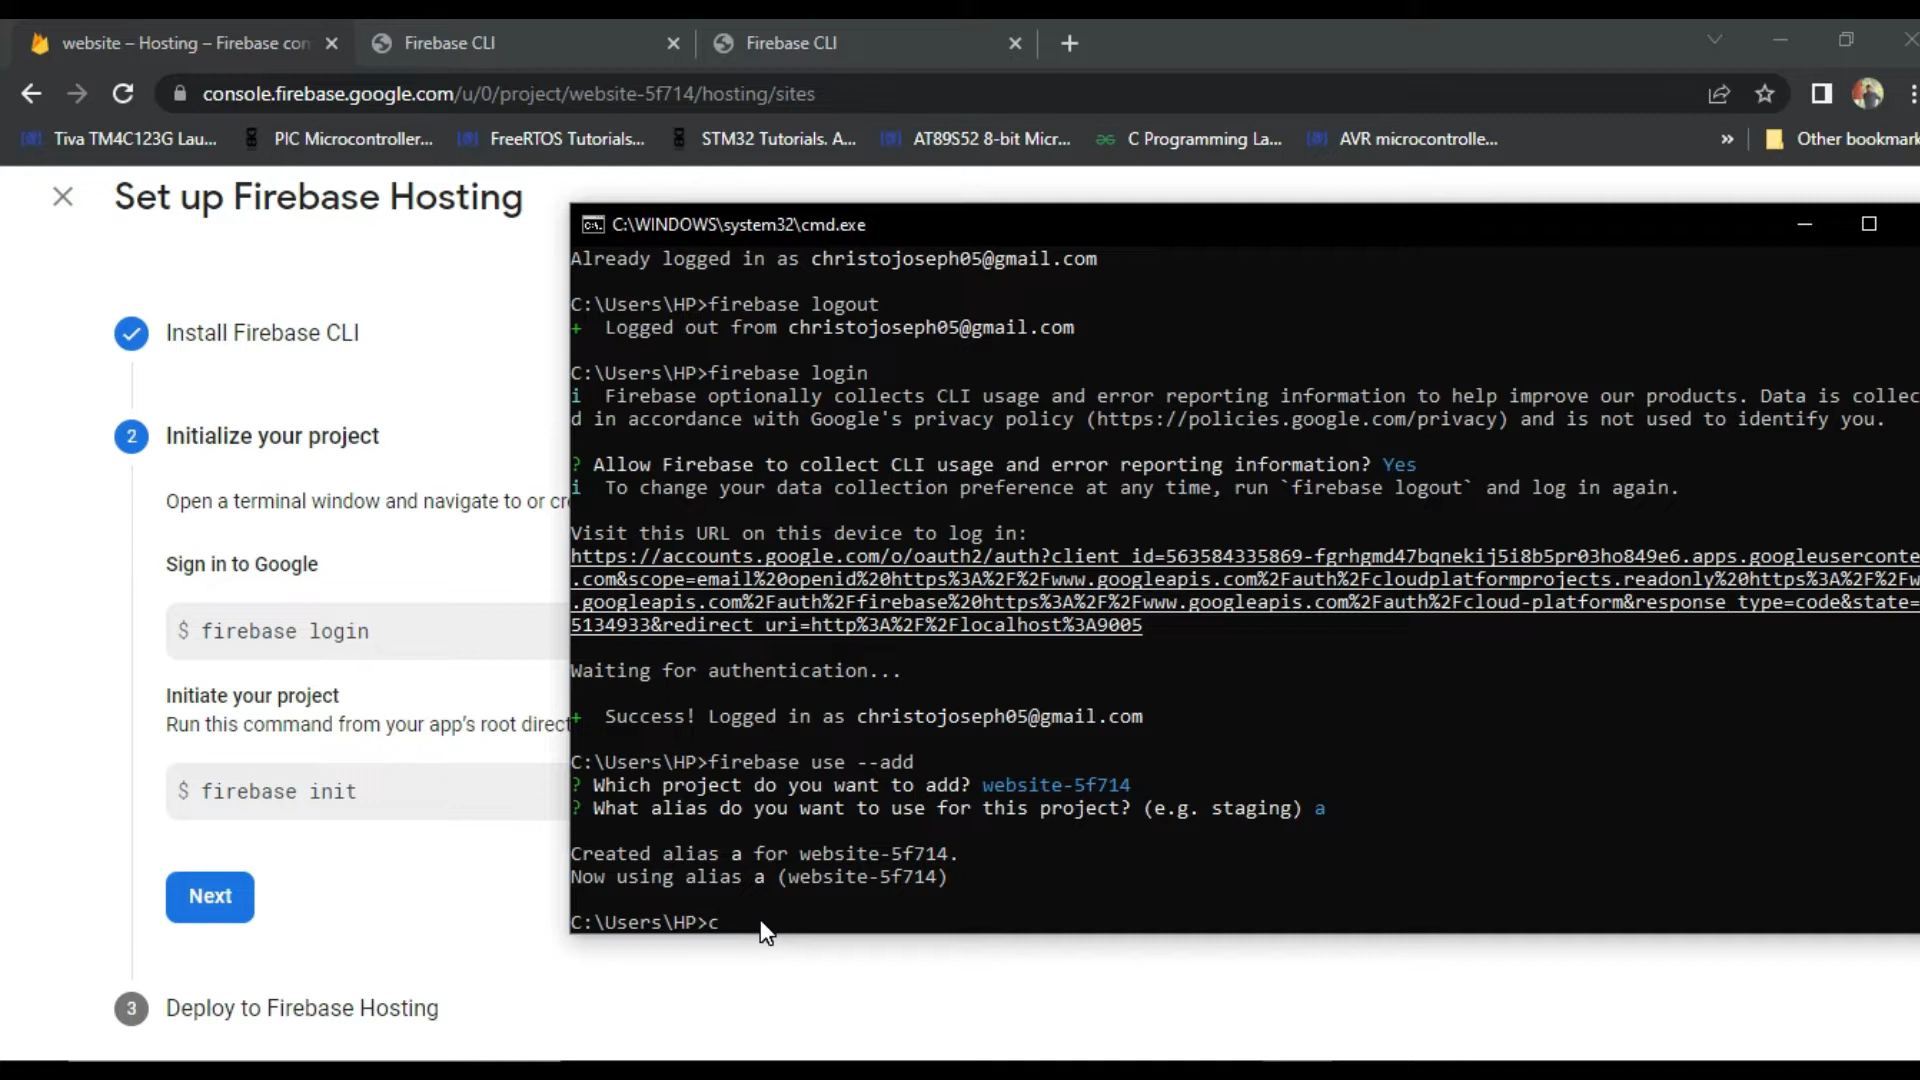 website – Hosting – Firebase con
Firebase CLI
Firebase CLI
console.firebase.google.com/u/0/project/website-5f714/hosting/sites
Tiva TM4C123G Lau...
PIC Microcontroller...
FreeRTOS Tutorials...
STM32 Tutorials. A...
AT89S52 8-bit Micr...
C Programming La...
AVR microcontrolle...
»
Other bookmark
Set up Firebase Hosting
Install Firebase CLI
2 Initialize your project
Open a terminal window and navigate to or cr
Sign in to Google
$ firebase login
Initiate your project
Run this command from your app’s root direct
$ firebase init
Next
3 Deploy to Firebase Hosting
C:\WINDOWS\system32\cmd.exe
Already logged in as christojoseph05@gmail.com
C:\Users\HP>firebase logout
+ Logged out from christojoseph05@gmail.com
C:\Users\HP>firebase login
i Firebase optionally collects CLI usage and error reporting information to help improve our products. Data is collec
d in accordance with Google's privacy policy (https://policies.google.com/privacy) and is not used to identify you.
? Allow Firebase to collect CLI usage and error reporting information? Yes
i To change your data collection preference at any time, run `firebase logout` and log in again.
Visit this URL on this device to log in:
https://accounts.google.com/o/oauth2/auth?client_id=563584335869-fgrhgmd47bqnekij5i8b5pr03ho849e6.apps.googleuserconte
.com&scope=email%20openid%20https%3A%2F%2Fwww.googleapis.com%2Fauth%2Fcloudplatformprojects.readonly%20https%3A%2F%2Fw
.googleapis.com%2Fauth%2Ffirebase%20https%3A%2F%2Fwww.googleapis.com%2Fauth%2Fcloud-platform&response_type=code&state=
5134933&redirect_uri=http%3A%2F%2Flocalhost%3A9005
Waiting for authentication...
+ Success! Logged in as christojoseph05@gmail.com
C:\Users\HP>firebase use --add
? Which project do you want to add? website-5f714
? What alias do you want to use for this project? (e.g. staging) a
Created alias a for website-5f714.
Now using alias a (website-5f714)
C:\Users\HP>c